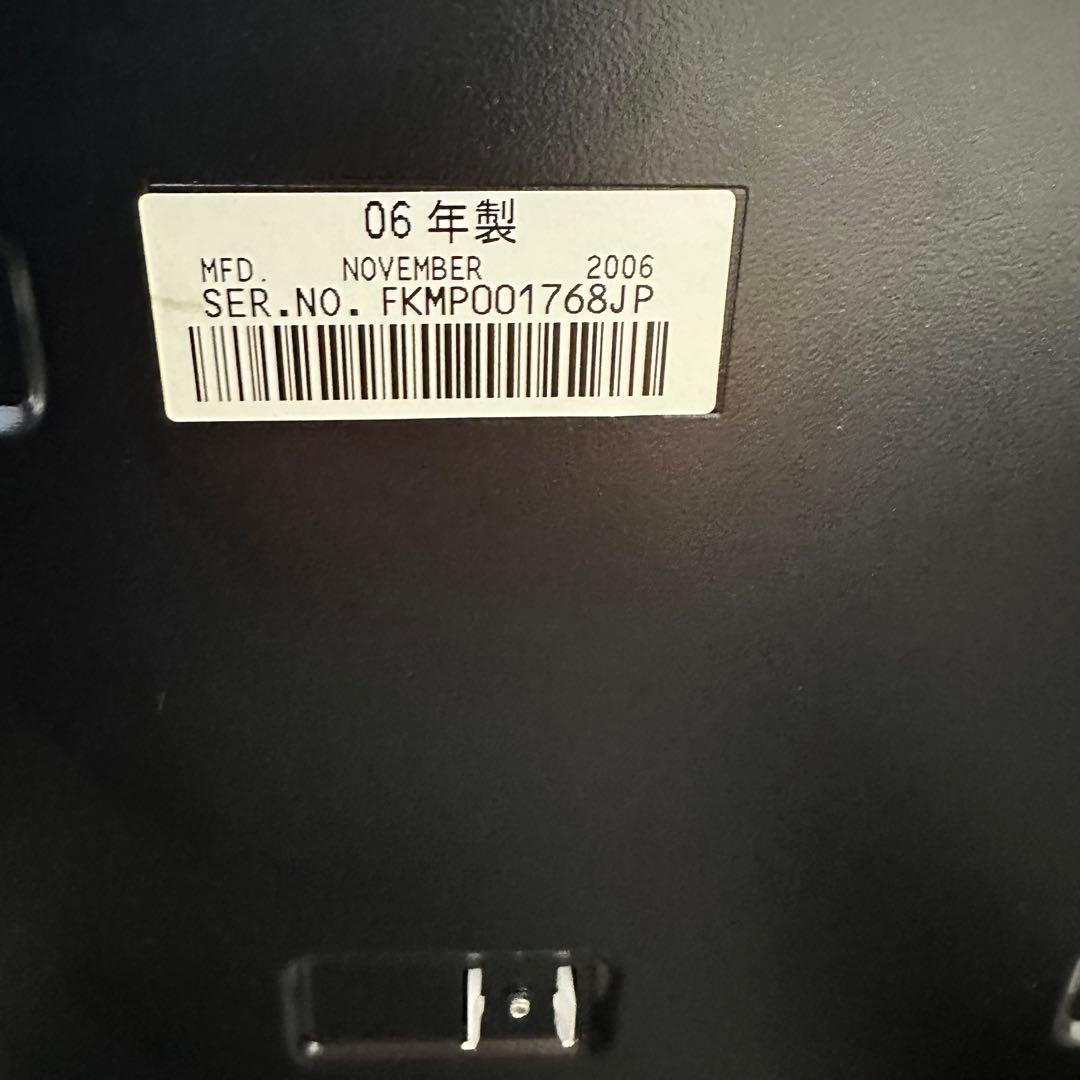 06 年製
MFD. NOVEMBER 2006
SER.NO. FKMP001768JP